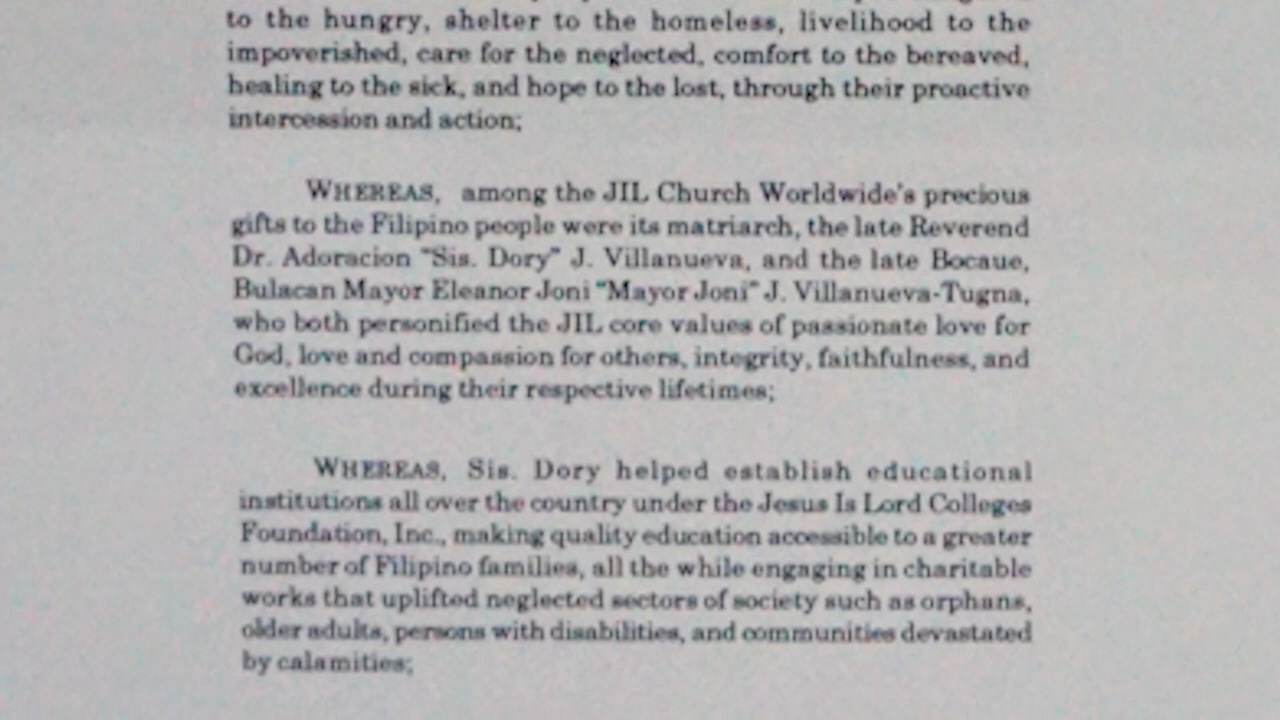 to the hungry, shelter to the homeless, livelihood to the
impoverished, care for the neglected, comfort to the bereaved,
healing to the sick, and hope to the lost, through their proactive
intercession and action;
WHEREAS, among the JIL Church Worldwide's precious
gifts to the Filipino people were its matriarch, the late Reverend
Dr. Adoracion "Sis. Dory" J. Villanueva, and the late Bocaue,
Bulacan Mayor Eleanor Joni "Mayor Joni" J. Villanueva-Tugna,
who both personified the JIL core values of passionate love for
God, love and compassion for others, integrity, faithfulness, and
excellence during their respective lifetimes;
WHEREAS, Sis. Dory helped establish educational
institutions all over the country under the Jesus Is Lord Colleges
Foundation, Inc., making quality education accessible to a greater
number of Filipino families, all the while engaging in charitable
works that uplifted neglected sectors of society such as orphans,
older adults, persons with disabilities, and communities devastated
by calamities;